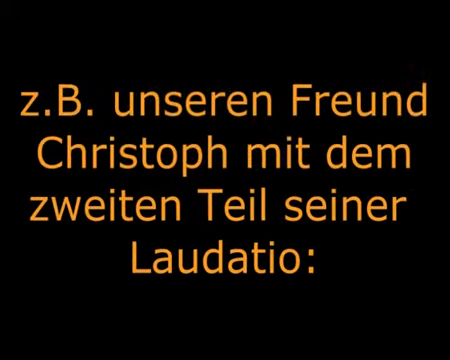 z.B. unseren Freund
Christoph mit dem
zweiten Teil seiner
Laudatio: